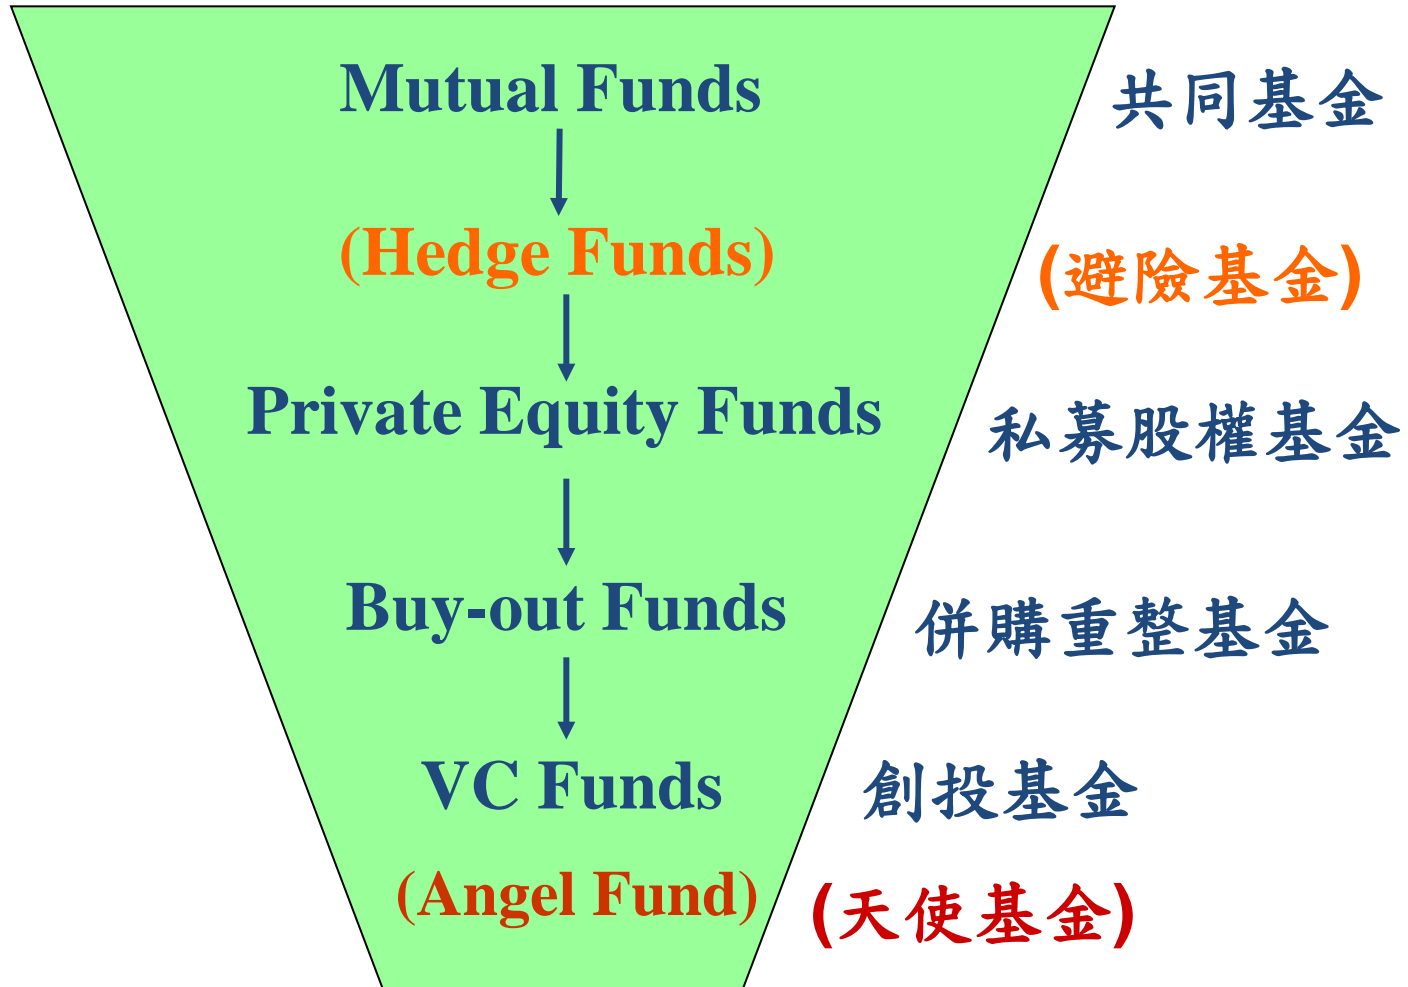 Mutual Funds
共同基金
(Hedge Funds)
(避險基金)
Private Equity Funds
私募股權基金
Buy-out Funds
併購重整基金
VC Funds
創投基金
(Angel Fund)
(天使基金)